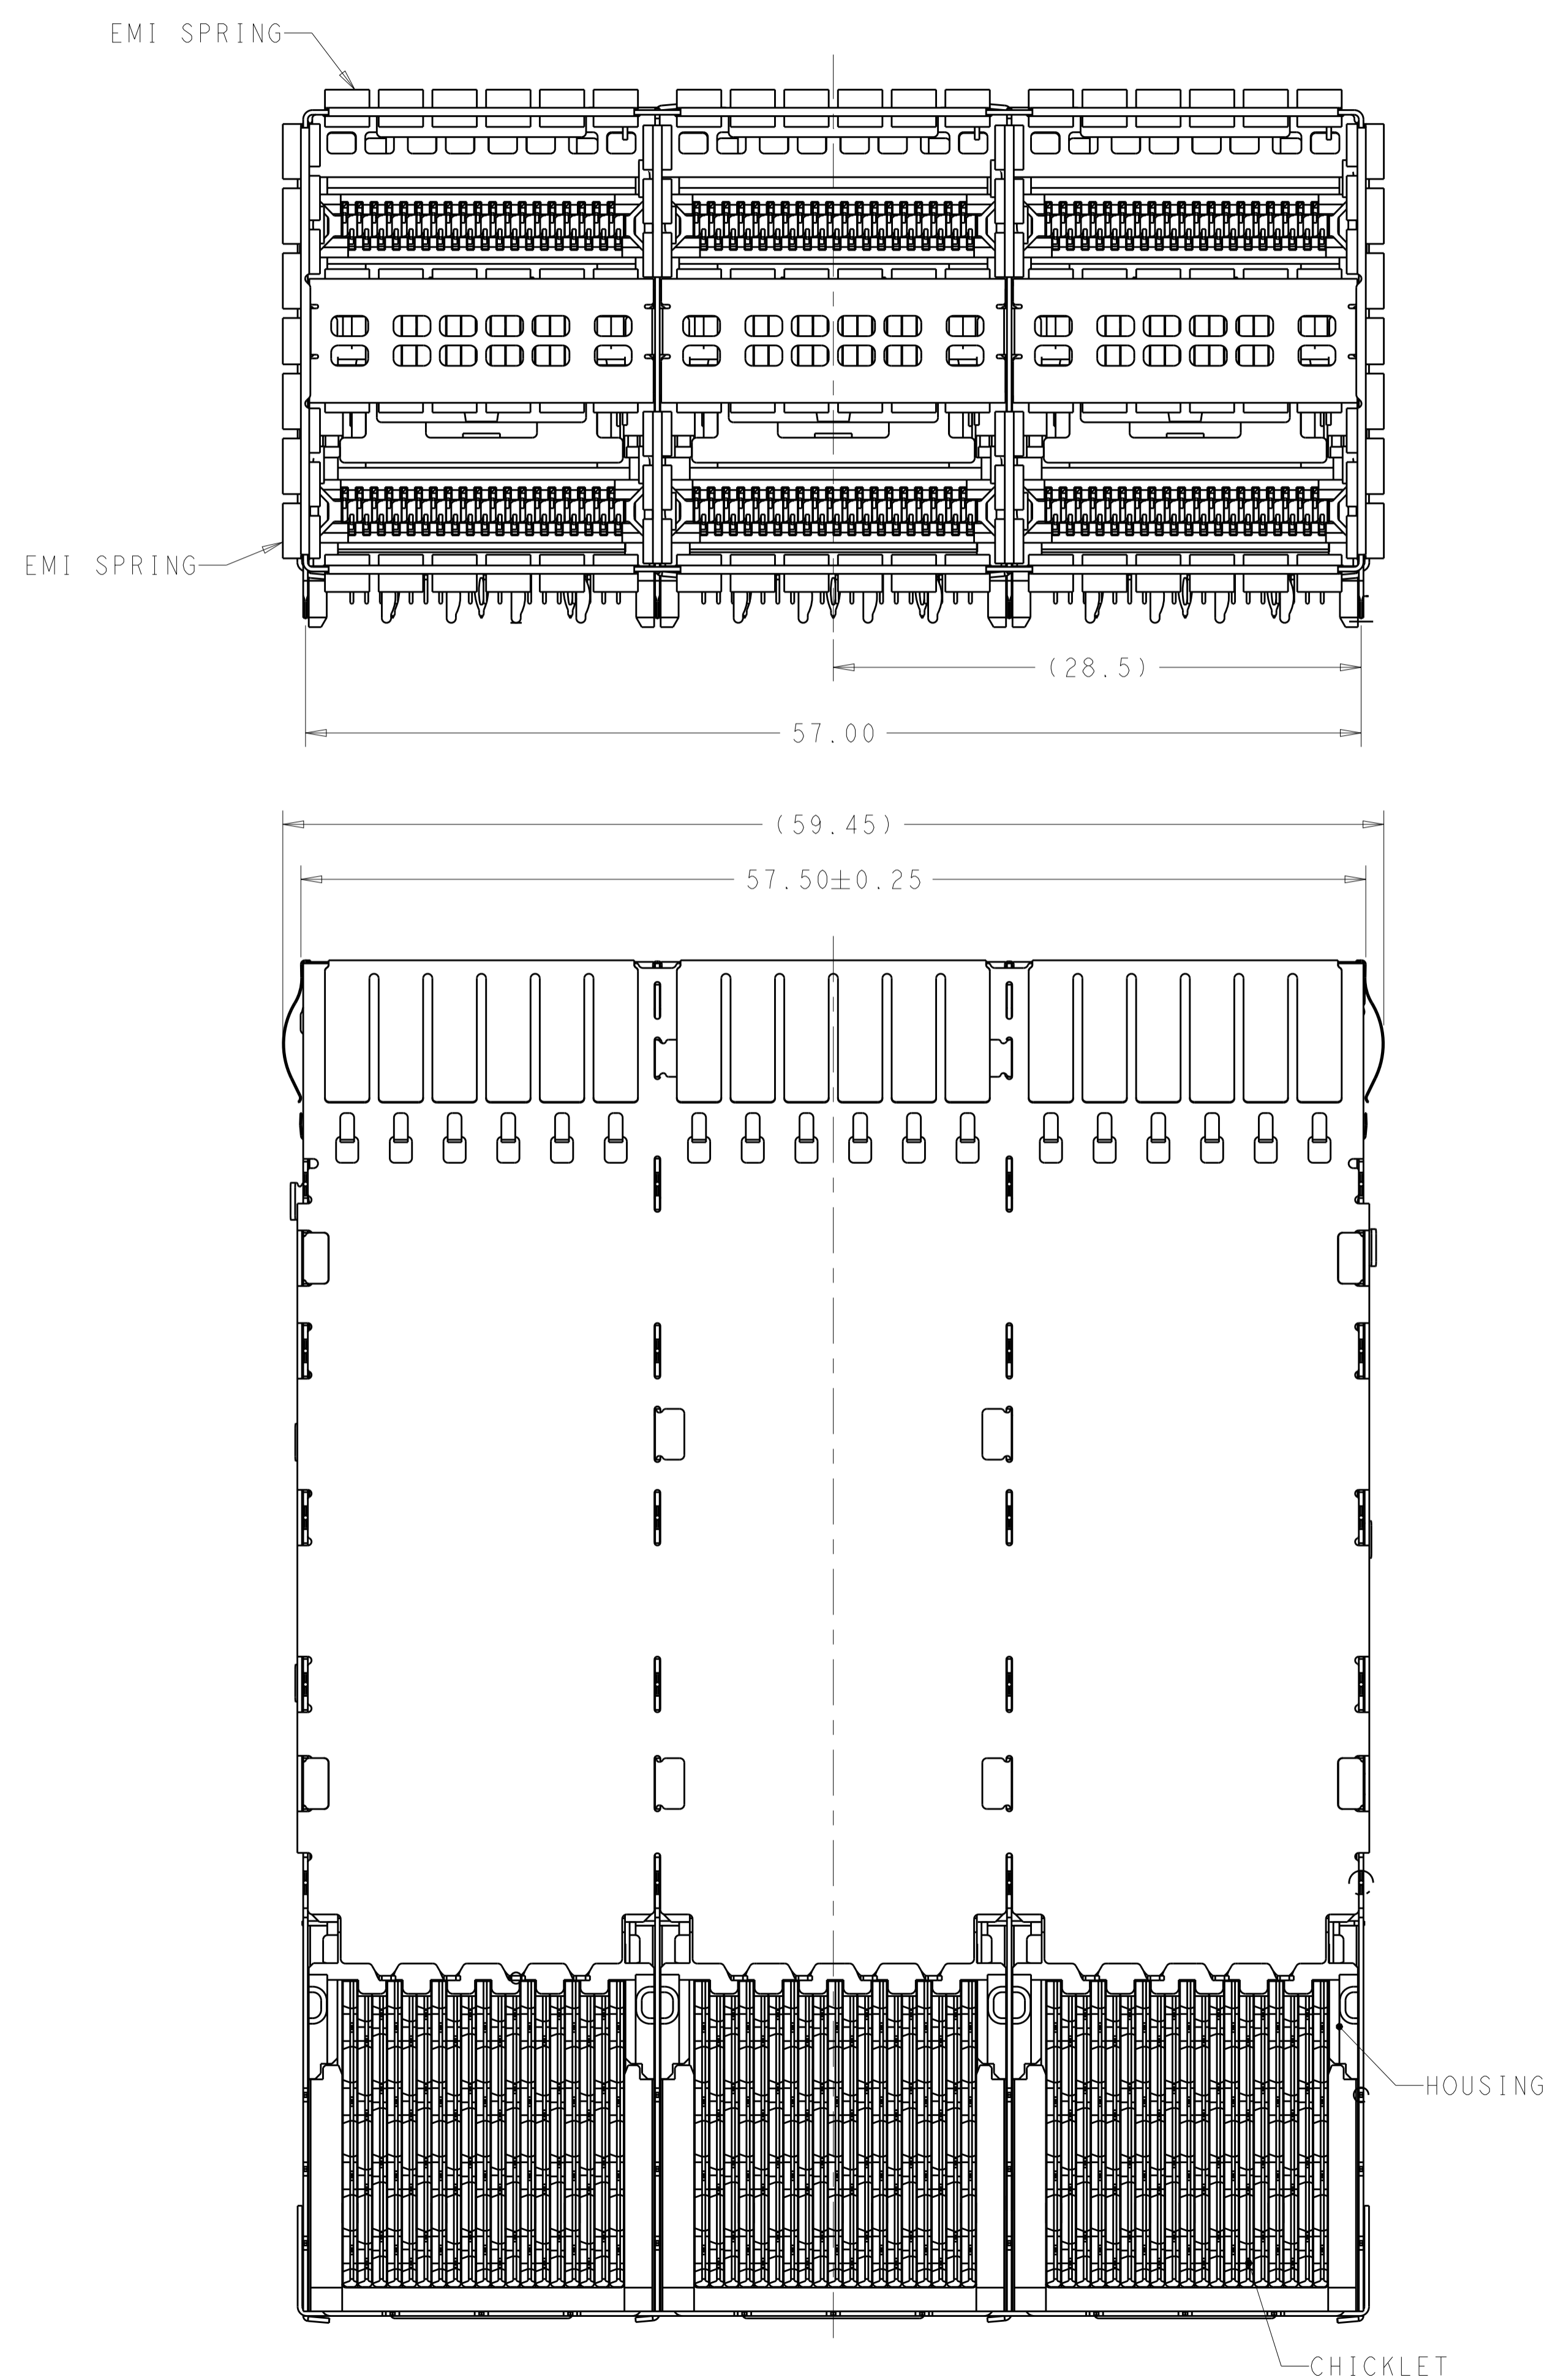 EMI SPRING
EMI SPRING
(28.5)
57.00
(59.45)
57.50±0.25
HOUSING
CHICKLET